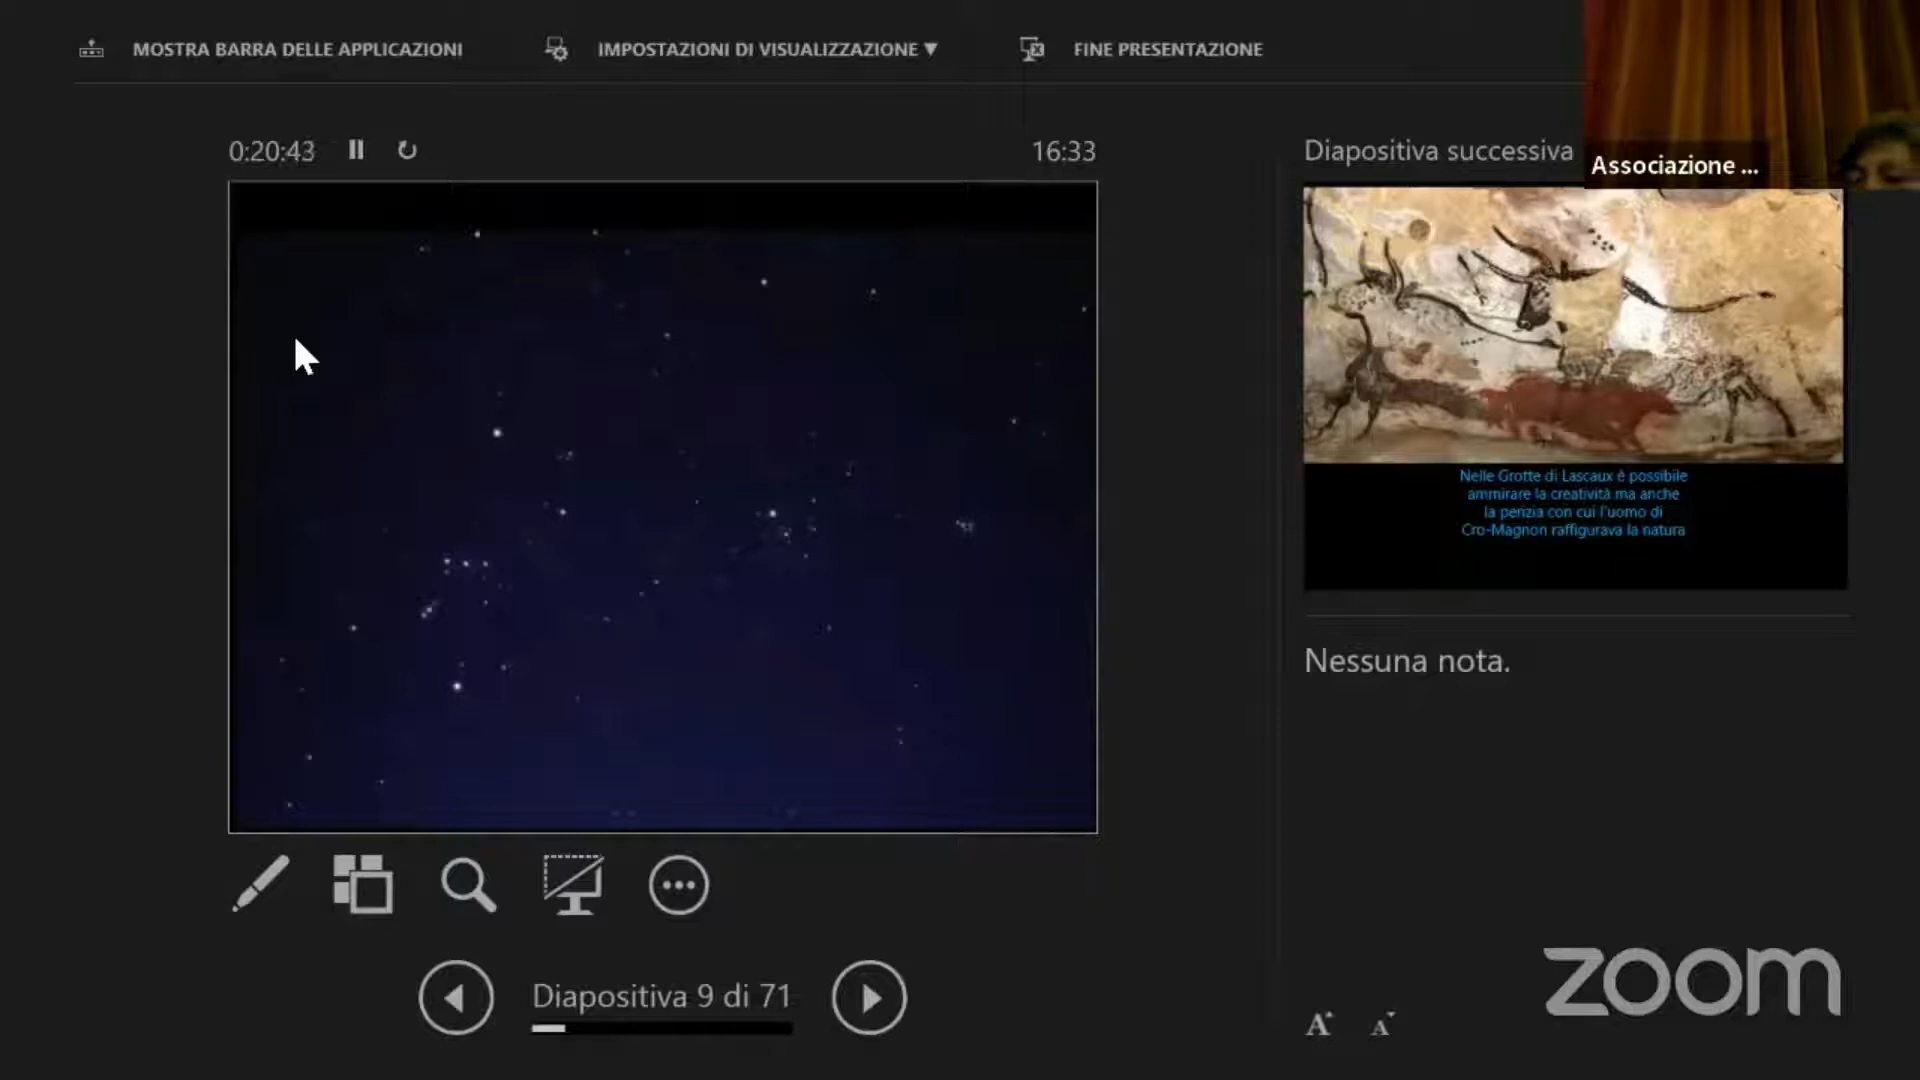 MOSTRA BARRA DELLE APPLICAZIONI
IMPOSTAZIONI DI VISUALIZZAZIONE ▼
FINE PRESENTAZIONE
0:20:43
16:33
Diapositiva successiva
Associazione ...
Nelle Grotte di Lascaux è possibile
ammirare la creatività ma anche
la perizia con cui l'uomo di
Cro-Magnon raffigurava la natura
Nessuna nota.
Diapositiva 9 di 71
A A
zoom